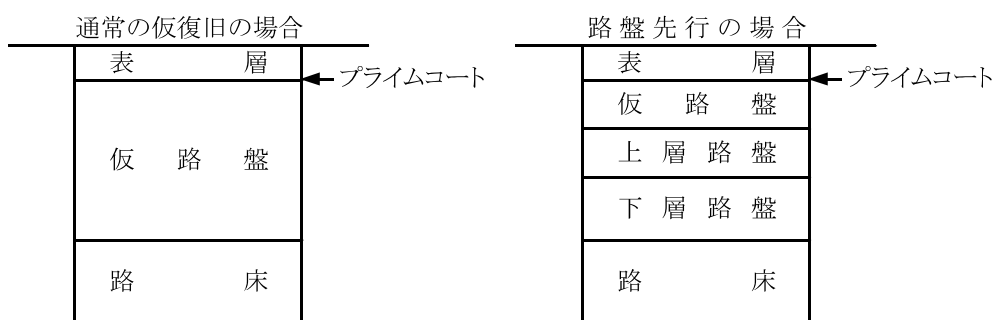 通常の仮復旧の場合
表層
プライムコート
仮路盤
路床
路盤先行の場合
表層
プライムコート
仮路盤
上層路盤
下層路盤
路床